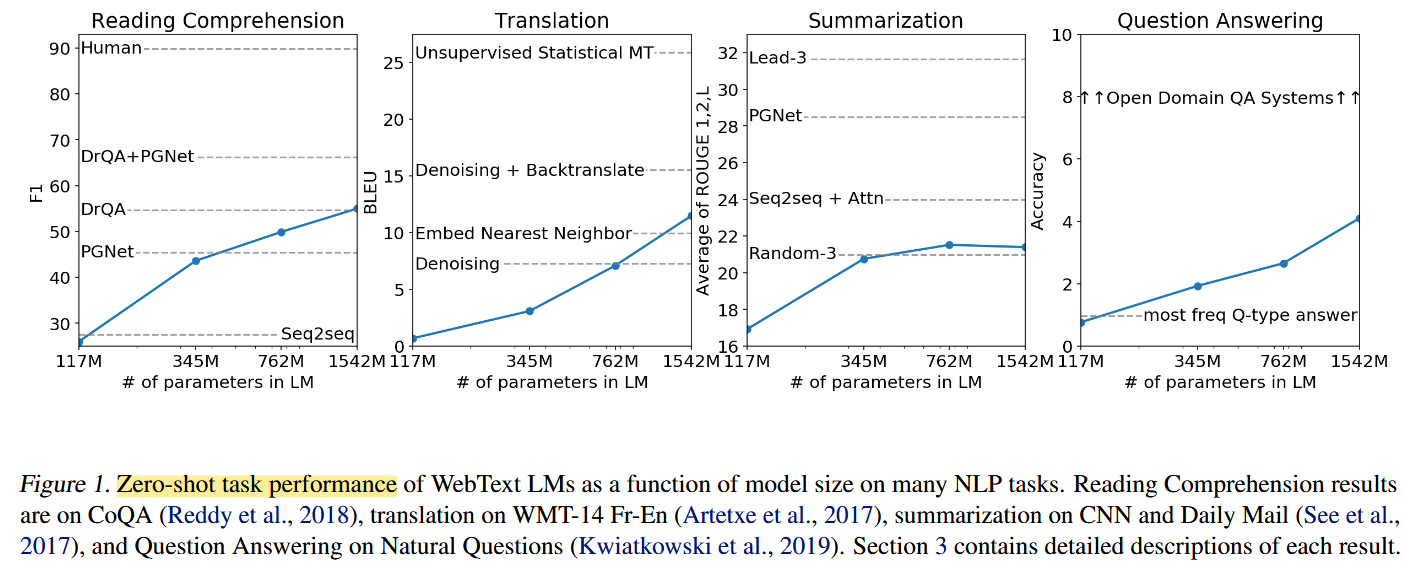 Reading Comprehension
90
80
70
60
50
40
30
F1
Human
DrQA+PGNet
DrQA
PGNet
Seq2seq
117M
345M
762M
1542M
# of parameters in LM
Translation
25
20
15
10
5
0
BLEU
Unsupervised Statistical MT
Denoising + Backtranslate
Embed Nearest Neighbor
Denoising
117M
345M
762M
1542M
# of parameters in LM
Summarization
32
30
28
26
24
22
20
18
16
Average of ROUGE 1,2,L
Lead-3
PGNet
Seq2seq + Attn
Random-3
117M
345M
762M
1542M
# of parameters in LM
Question Answering
10
8
6
4
2
0
Accuracy
↑↑Open Domain QA Systems↑↑
most freq Q-type answer
117M
345M
762M
1542M
# of parameters in LM
Figure 1. Zero-shot task performance of WebText LMs as a function of model size on many NLP tasks. Reading Comprehension results
are on CoQA (Reddy et al., 2018), translation on WMT-14 Fr-En (Artetxe et al., 2017), summarization on CNN and Daily Mail (See et al.,
2017), and Question Answering on Natural Questions (Kwiatkowski et al., 2019). Section 3 contains detailed descriptions of each result.